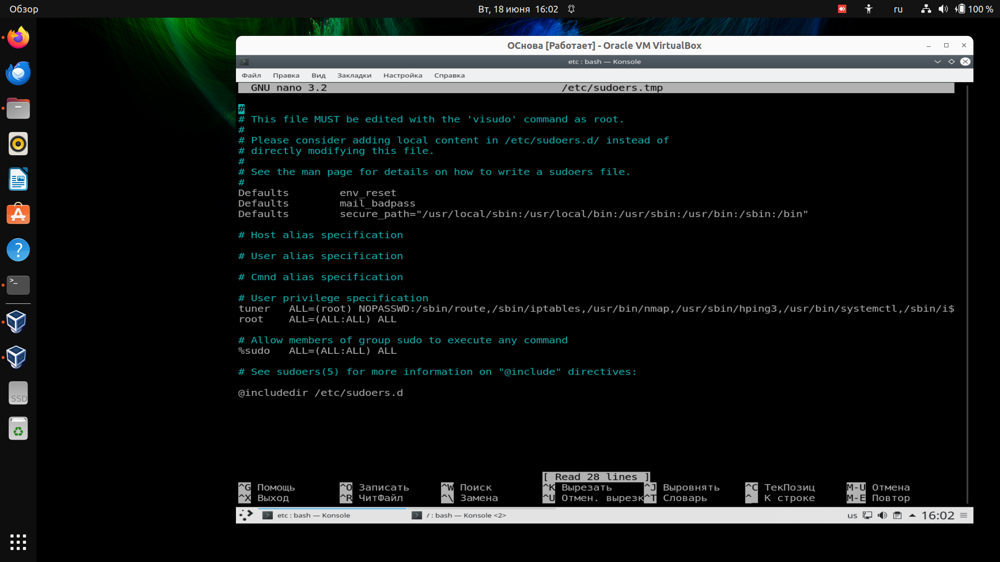 Обзор
Вт, 18 июня 16:02
ru
100 %
ОСнова [Работает] - Oracle VM VirtualBox
etc : bash — Konsole
Файл Правка Вид Закладки Настройка Справка
GNU nano 3.2 /etc/sudoers.tmp
#
# This file MUST be edited with the 'visudo' command as root.
#
# Please consider adding local content in /etc/sudoers.d/ instead of
# directly modifying this file.
#
# See the man page for details on how to write a sudoers file.
#
Defaults env_reset
Defaults mail_badpass
Defaults secure_path="/usr/local/sbin:/usr/local/bin:/usr/sbin:/usr/bin:/sbin:/bin"
# Host alias specification
# User alias specification
# Cmnd alias specification
# User privilege specification
tuner ALL=(root) NOPASSWD:/sbin/route,/sbin/iptables,/usr/bin/nmap,/usr/sbin/hping3,/usr/bin/systemctl,/sbin/i$
root ALL=(ALL:ALL) ALL
# Allow members of group sudo to execute any command
%sudo ALL=(ALL:ALL) ALL
# See sudoers(5) for more information on "@include" directives:
@includedir /etc/sudoers.d
SSD
[ Read 28 lines ]
^G Помощь ^O Записать ^W Поиск ^K Вырезать ^J Выровнять ^C ТекПозиц M-U Отмена
^X Выход ^R ЧитФайл ^\ Замена ^U Отмен. вырезк ^T Словарь ^_ К строке M-E Повтор
etc : bash — Konsole
/ : bash — Konsole <2>
us
16:02